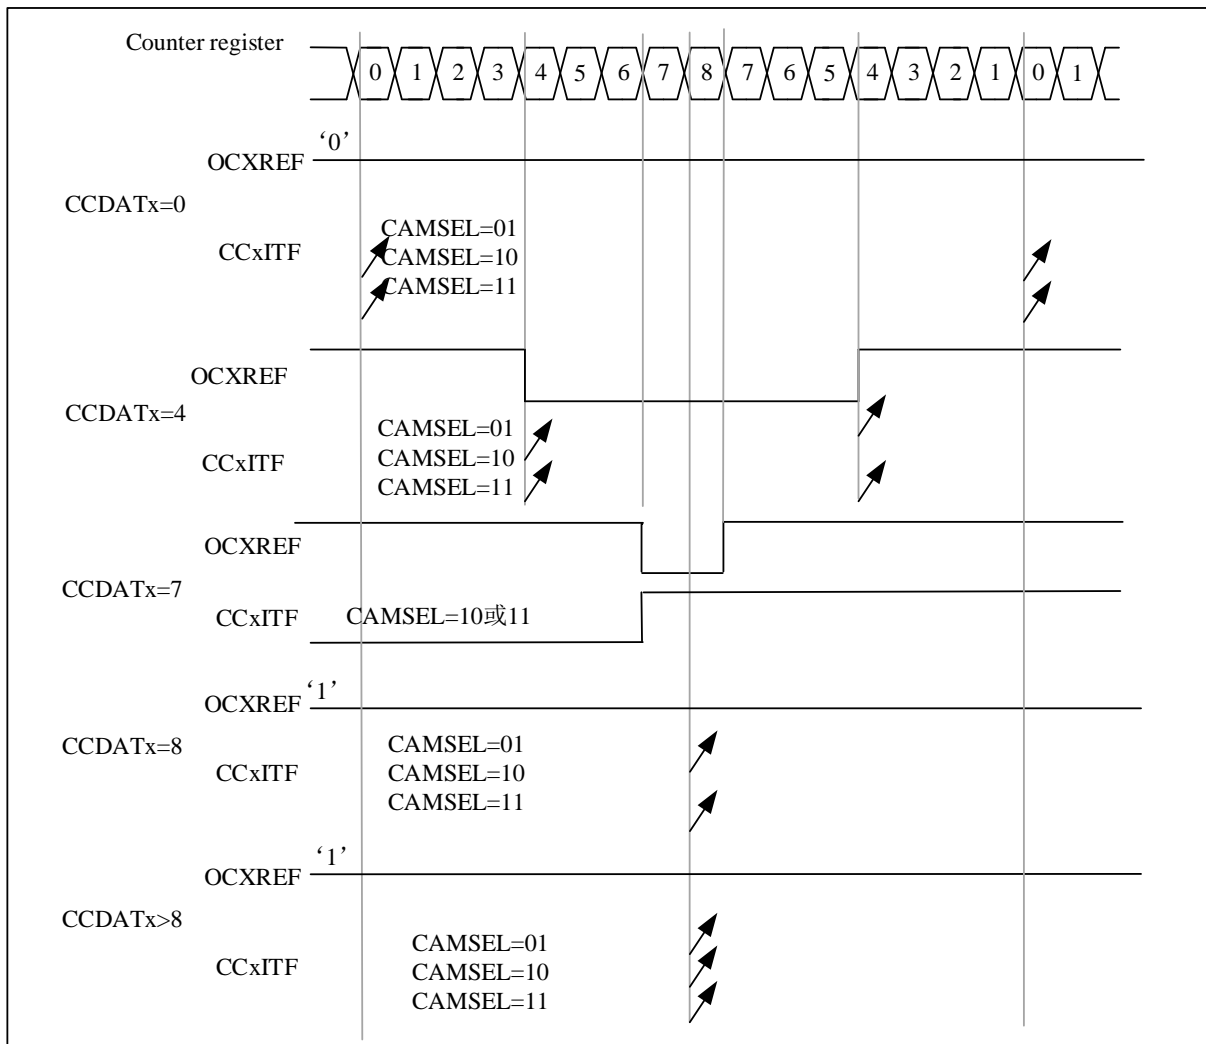 Counter register
0 1 2 3 4 5 6 7 8 7 6 5 4 3 2 1 0 1
‘0’
OCXREF
CCDATx=0
CCxITF
CAMSEL=01
CAMSEL=10
CAMSEL=11
OCXREF
CCDATx=4
CCxITF
CAMSEL=01
CAMSEL=10
CAMSEL=11
OCXREF
CCDATx=7
CCxITF
CAMSEL=10或11
‘1’
OCXREF
CCDATx=8
CCxITF
CAMSEL=01
CAMSEL=10
CAMSEL=11
‘1’
OCXREF
CCDATx>8
CCxITF
CAMSEL=01
CAMSEL=10
CAMSEL=11